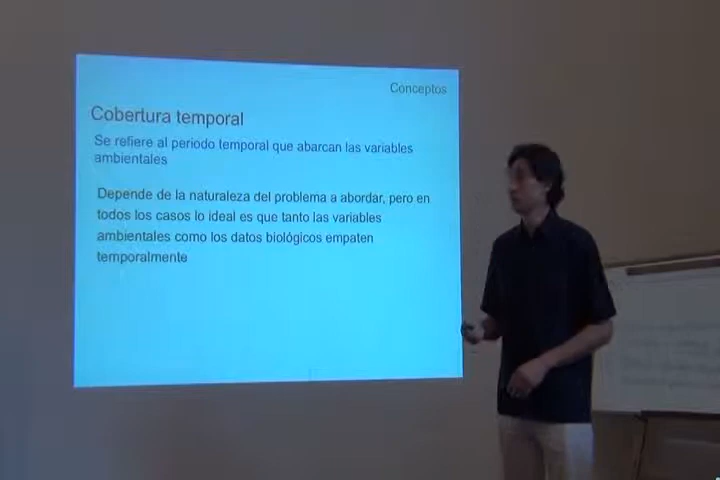 Conceptos
Cobertura temporal
Se refiere al periodo temporal que abarcan las variables
ambientales
Depende de la naturaleza del problema a abordar, pero en
todos los casos lo ideal es que tanto las variables
ambientales como los datos biológicos empaten
temporalmente